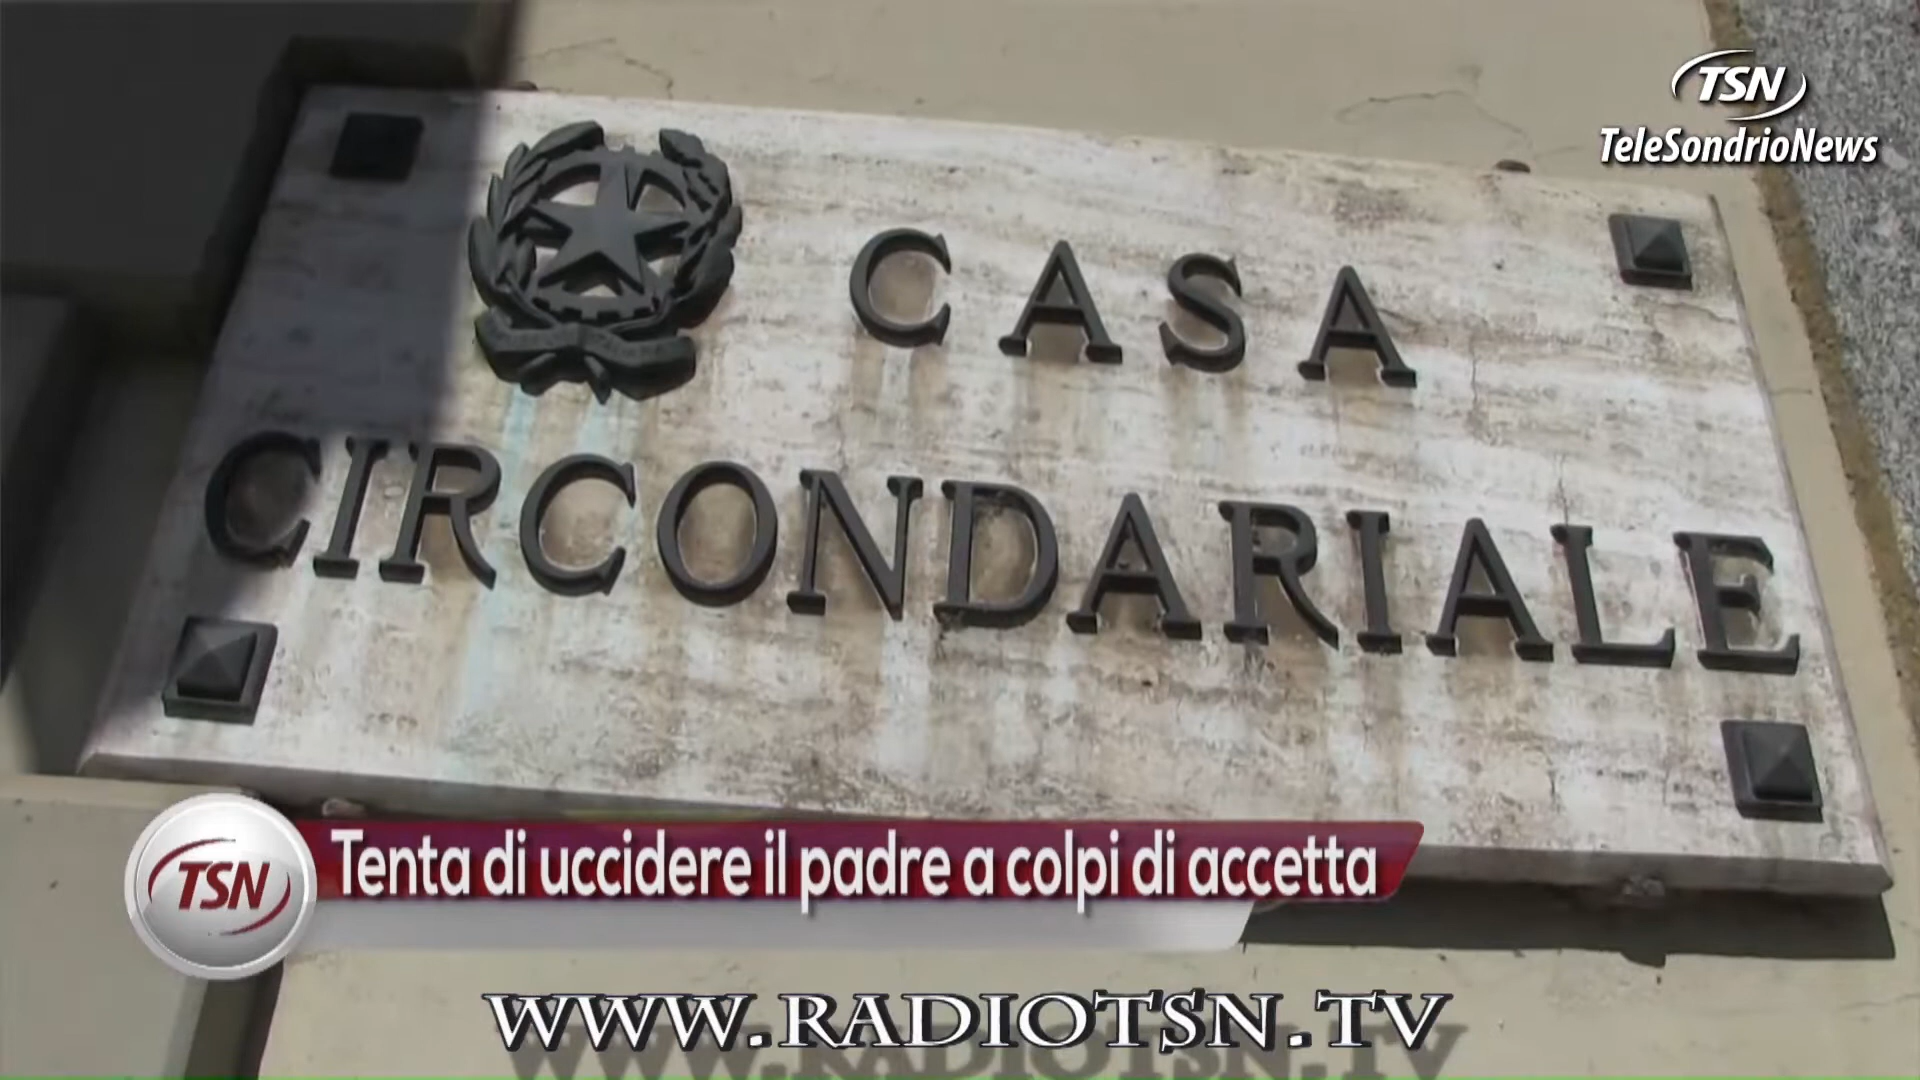 TSN
TeleSondrioNews
CASA
CIRCONDARIALE
TSN
Tenta di uccidere il padre a colpi di accetta
WWW.RADIOTSN.TV